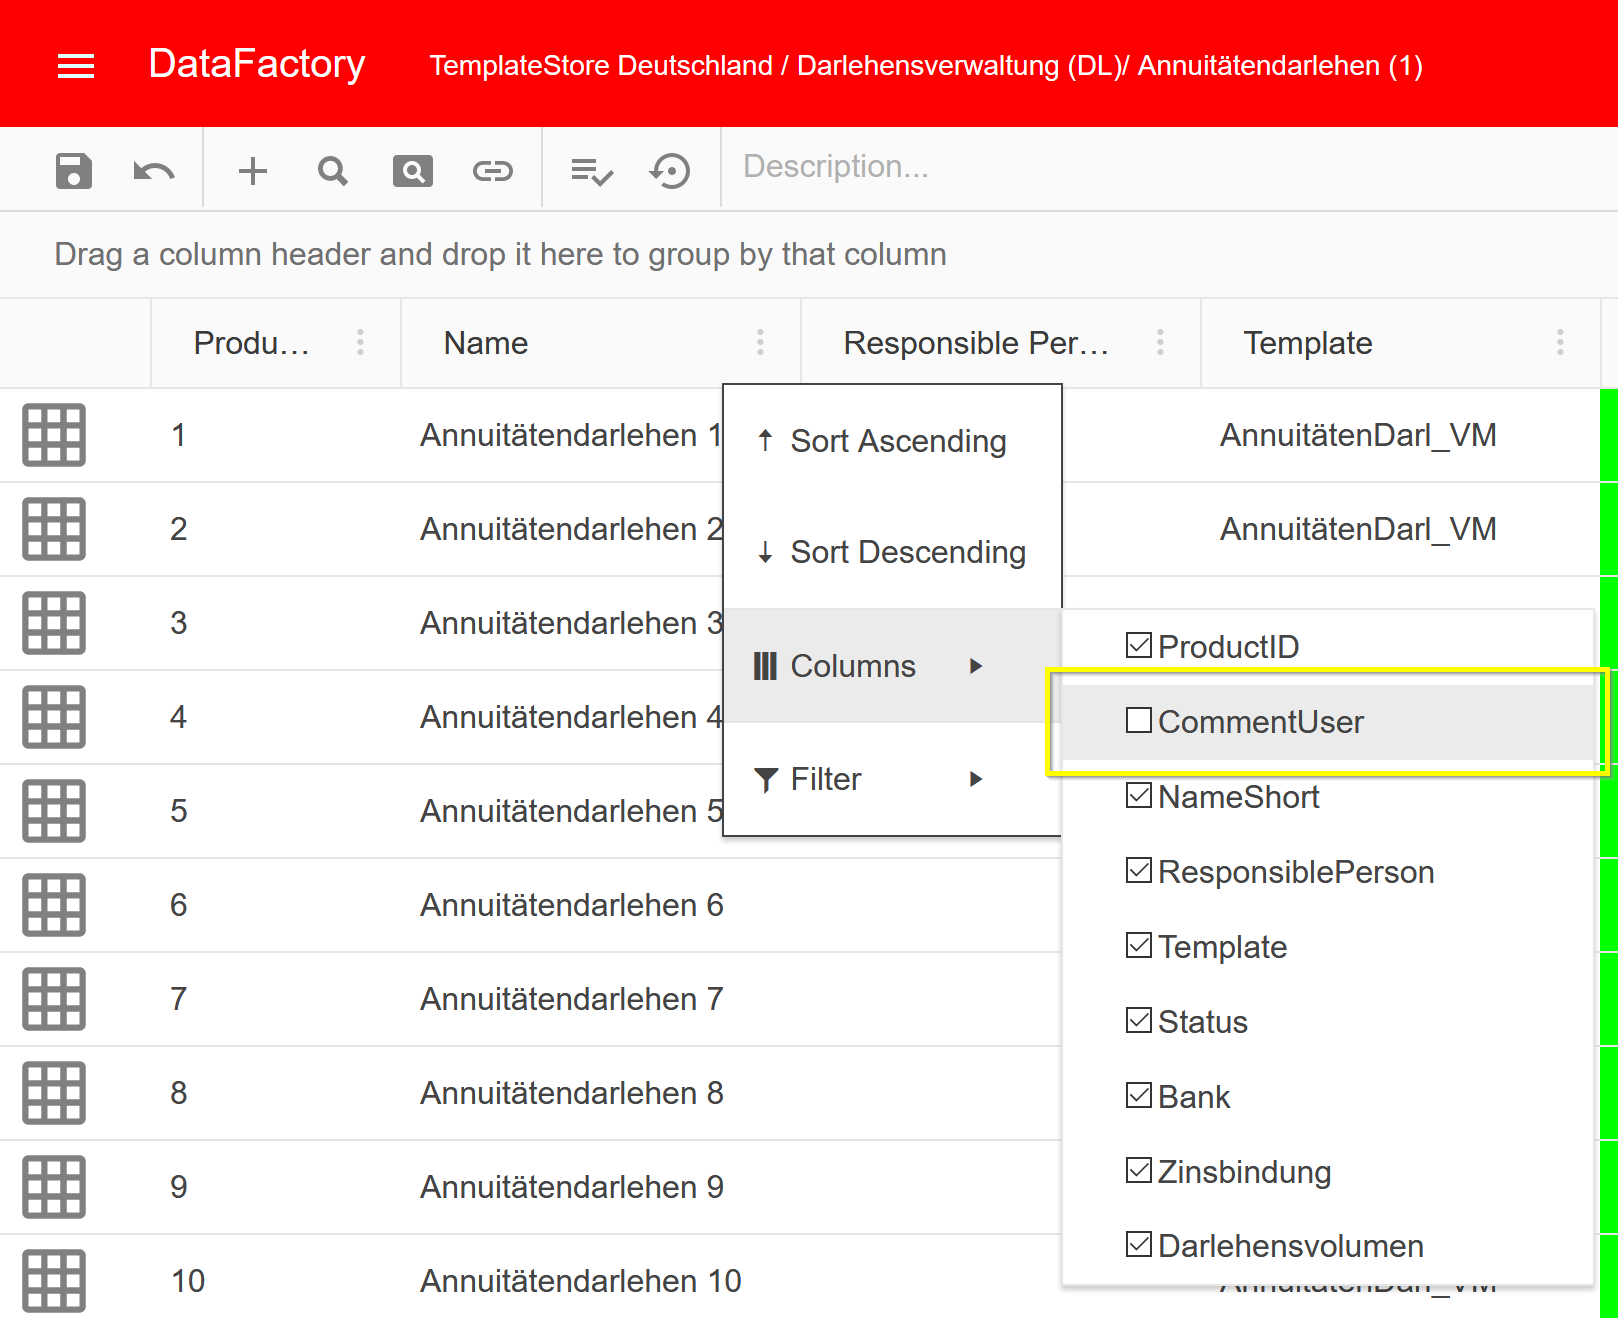 DataFactory TemplateStore Deutschland / Darlehensverwaltung (DL)/ Annuitätendarlehen (1)
Description...
Drag a column header and drop it here to group by that column
Produ... Name Responsible Per... Template
1 Annuitätendarlehen 1 AnnuitätenDarl_VM
2 Annuitätendarlehen 2 AnnuitätenDarl_VM
3 Annuitätendarlehen 3
4 Annuitätendarlehen 4
5 Annuitätendarlehen 5
6 Annuitätendarlehen 6
7 Annuitätendarlehen 7
8 Annuitätendarlehen 8
9 Annuitätendarlehen 9
10 Annuitätendarlehen 10 AnnuitätenDarl_VM
Sort Ascending
Sort Descending
Columns
Filter
ProductID
CommentUser
NameShort
ResponsiblePerson
Template
Status
Bank
Zinsbindung
Darlehensvolumen